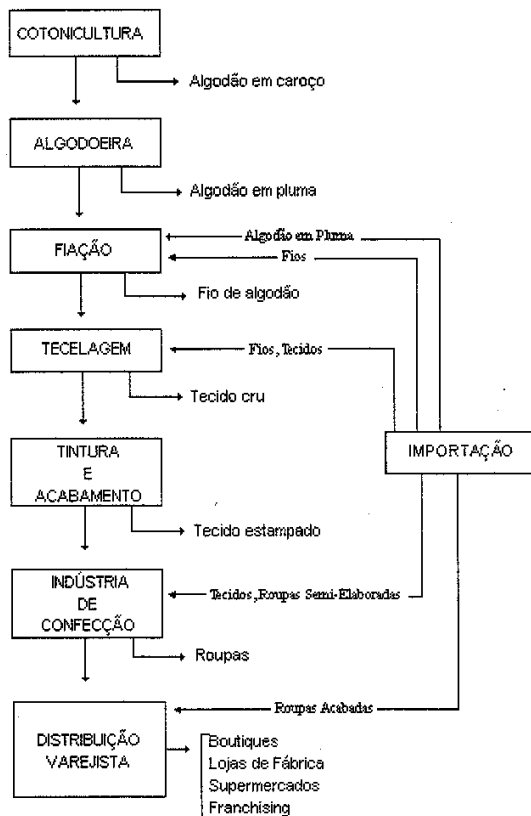 COTONICULTURA
Algodão em caroço
ALGODOEIRA
Algodão em pluma
FIAÇÃO
Algodão em Pluma
Fios
Fio de algodão
TECELAGEM
Fios, Tecidos
Tecido cru
IMPORTAÇÃO
TINTURA
E
ACABAMENTO
Tecido estampado
INDÚSTRIA
DE
CONFECÇÃO
Tecidos, Roupas Semi-Elaboradas
Roupas
Roupas Acabadas
DISTRIBUIÇÃO
VAREJISTA
Boutiques
Lojas de Fábrica
Supermercados
Franchising